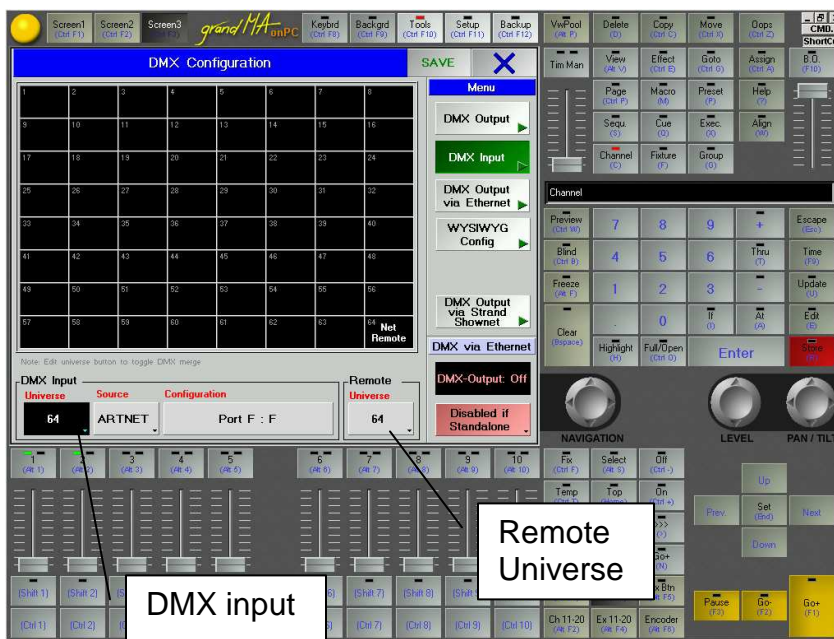 Screen1 Screen2 Screen3 grandMA onPC Keybrd Backgrd Tools Setup Backup VwPool Delete Copy Move Oops CMD.
(Ctrl F1) (Ctrl F2) (Ctrl F8) (Ctrl F9) (Ctrl F10) (Ctrl F11) (Ctrl F12) (Alt P) (D) (Ctrl C) (Ctrl X) (Ctrl Z)
DMX Configuration SAVE X
Tim Man View Effect Goto Assign B.O.
(Alt V) (Ctrl E) (Ctrl G) (Ctrl A) (F10)
Menu
Page Macro Preset Help
(Ctrl P) (M) (P) (?)
DMX Output
Sequ. Cue Exec. Align
(S) (Q) (X) (W)
DMX Input
Channel Fixture Group
(C) (F) (G)
1 2 3 4 5 6 7 8
9 10 11 12 13 14 15 16
17 18 19 20 21 22 23 24
25 26 27 28 29 30 31 32
33 34 35 36 37 38 39 40
41 42 43 44 45 46 47 48
49 50 51 52 53 54 55 56
57 58 59 60 61 62 63 64 Net
Remote
DMX Output
via Ethernet
WYSIWYG
Config
DMX Output
via Strand
Shownet
DMX via Ethernet
DMX-Output: Off
Disabled if
Standalone
Note: Edit universe button to toggle DMX merge
DMX Input Remote
Universe Source Configuration Universe
64 ARTNET Port F : F 64
Channel
Preview 7 8 9 + Escape
(Ctrl W) (Esc)
Blind 4 5 6 Thru Time
(Ctrl B) (T) (F9)
Freeze 1 2 3 - Update
(Alt F) (U)
Clear . 0 If At Edit
(Bspace) (I) (A) (E)
Highlight Full/Open Enter Store
(H) (Ctrl O)
NAVIGATION LEVEL PAN / TILT
1 2 3 4 5 6 7 8 9 10
(Alt 1) (Alt 2) (Alt 3) (Alt 4) (Alt 5) (Alt 6) (Alt 7) (Alt 8) (Alt 9) (Alt 10)
Fix Select Off
(Ctrl F) (Alt S) (Ctrl -)
Temp Top On
Up
Prev. Set Next
(End)
Down
Remote
Universe
DMX input
(Shift 1) (Shift 2) (Shift 7) (Shift 8) (Shift 10)
(Ctrl 1) (Ctrl 2) (Ctrl 7) (Ctrl 8) (Ctrl 9) (Ctrl 10)
Pause Go- Go+
(F3) (F2) (F1)
Ch 11-20 Ex 11-20 Encoder
(Alt F2) (Alt F4) (Alt F6)